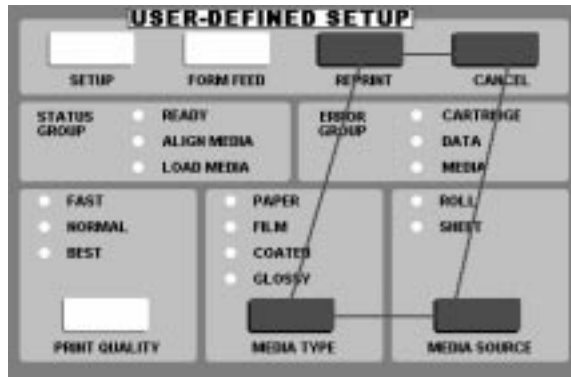 USER-DEFINED SETUP
SETUP
FORM FEED
REPRINT
CANCEL
STATUS GROUP
READY
ALIGN MEDIA
LOAD MEDIA
ERROR GROUP
CARTRIDGE
DATA
MEDIA
FAST
NORMAL
BEST
PRINT QUALITY
PAPER
FILM
COATED
GLOSSY
MEDIA TYPE
ROLL
SHEET
MEDIA SOURCE